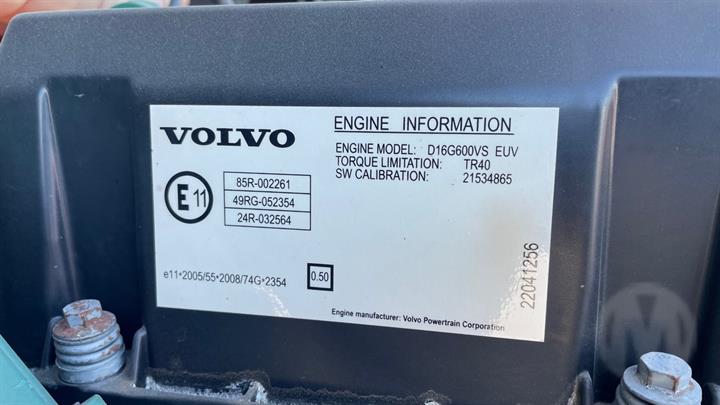 VOLVO
ENGINE INFORMATION
ENGINE MODEL: D16G600VS EUV
TORQUE LIMITATION: TR40
SW CALIBRATION: 21534865
E11
85R-002261
49RG-052354
24R-032564
e11*2005/55*2008/74G*2354
0.50
22041256
Engine manufacturer: Volvo Powertrain Corporation
M